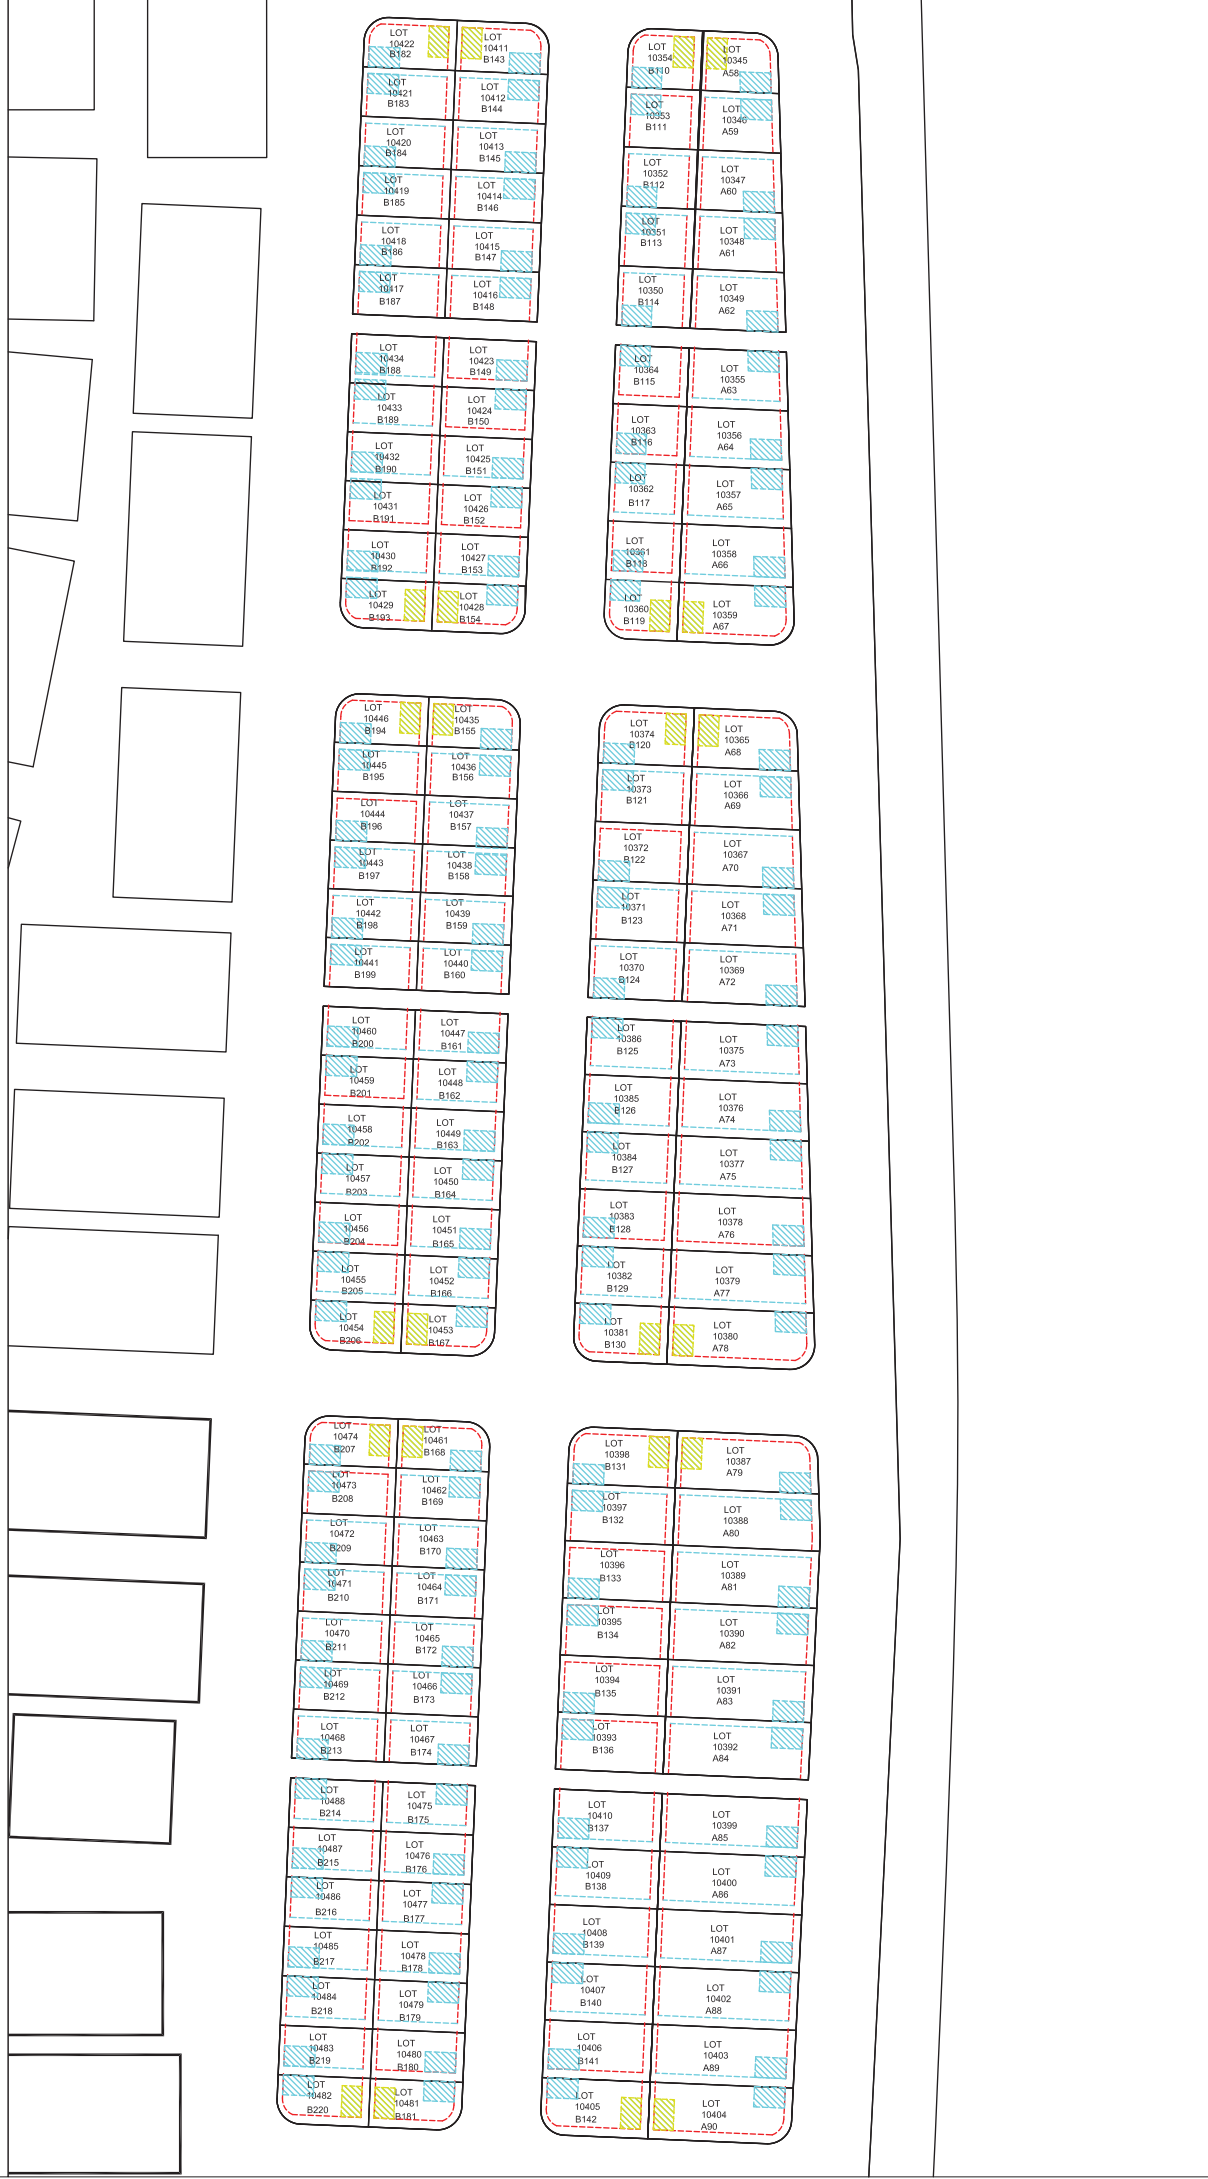 LOT
10422
B182
LOT
10411
B143
LOT
10421
B183
LOT
10412
B144
LOT
10420
B184
LOT
10413
B145
LOT
10419
B185
LOT
10414
B146
LOT
10418
B186
LOT
10415
B147
LOT
10417
B187
LOT
10416
B148
LOT
10354
B110
LOT
10345
A58
LOT
10353
B111
LOT
10346
A59
LOT
10352
B112
LOT
10347
A60
LOT
10351
B113
LOT
10348
A61
LOT
10350
B114
LOT
10349
A62
LOT
10434
B188
LOT
10423
B149
LOT
10433
B189
LOT
10424
B150
LOT
10432
B190
LOT
10425
B151
LOT
10431
B191
LOT
10426
B152
LOT
10430
B192
LOT
10427
B153
LOT
10429
B193
LOT
10428
B154
LOT
10364
B115
LOT
10355
A63
LOT
10363
B116
LOT
10356
A64
LOT
10362
B117
LOT
10357
A65
LOT
10361
B118
LOT
10358
A66
LOT
10360
B119
LOT
10359
A67
LOT
10446
B194
LOT
10435
B155
LOT
10445
B195
LOT
10436
B156
LOT
10444
B196
LOT
10437
B157
LOT
10443
B197
LOT
10438
B158
LOT
10442
B198
LOT
10439
B159
LOT
10441
B199
LOT
10440
B160
LOT
10374
B120
LOT
10365
A68
LOT
10373
B121
LOT
10366
A69
LOT
10372
B122
LOT
10367
A70
LOT
10371
B123
LOT
10368
A71
LOT
10370
B124
LOT
10369
A72
LOT
10460
B200
LOT
10447
B161
LOT
10459
B201
LOT
10448
B162
LOT
10458
B202
LOT
10449
B163
LOT
10457
B203
LOT
10450
B164
LOT
10456
B204
LOT
10451
B165
LOT
10455
B205
LOT
10452
B166
LOT
10454
B206
LOT
10453
B167
LOT
10386
B125
LOT
10375
A73
LOT
10385
B126
LOT
10376
A74
LOT
10384
B127
LOT
10377
A75
LOT
10383
B128
LOT
10378
A76
LOT
10382
B129
LOT
10379
A77
LOT
10381
B130
LOT
10380
A78
LOT
10474
B207
LOT
10461
B168
LOT
10473
B208
LOT
10462
B169
LOT
10472
B209
LOT
10463
B170
LOT
10471
B210
LOT
10464
B171
LOT
10470
B211
LOT
10465
B172
LOT
10469
B212
LOT
10466
B173
LOT
10468
B213
LOT
10467
B174
LOT
10398
B131
LOT
10387
A79
LOT
10397
B132
LOT
10388
A80
LOT
10396
B133
LOT
10389
A81
LOT
10395
B134
LOT
10390
A82
LOT
10394
B135
LOT
10391
A83
LOT
10393
B136
LOT
10392
A84
LOT
10488
B214
LOT
10475
B175
LOT
10487
B215
LOT
10476
B176
LOT
10486
B216
LOT
10477
B177
LOT
10485
B217
LOT
10478
B178
LOT
10484
B218
LOT
10479
B179
LOT
10483
B219
LOT
10480
B180
LOT
10482
B220
LOT
10481
B181
LOT
10410
B137
LOT
10399
A85
LOT
10409
B138
LOT
10400
A86
LOT
10408
B139
LOT
10401
A87
LOT
10407
B140
LOT
10402
A88
LOT
10406
B141
LOT
10403
A89
LOT
10405
B142
LOT
10404
A90